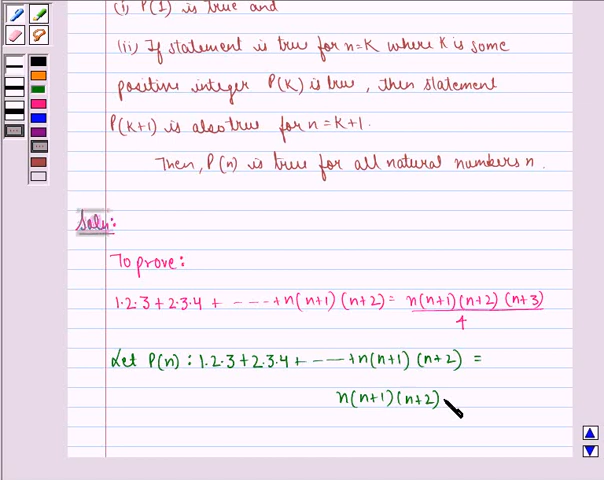 (i) P(1) is true and
(ii) If statement is true for n=K where K is some
positive integer P(K) is true, then statement
P(K+1) is also true for n=K+1.
Then, P(n) is true for all natural numbers n.
Soln:
To prove:
1.2.3+2.3.4 + -----+n(n+1)(n+2)= n(n+1)(n+2)(n+3)
4
Let P(n): 1.2.3+2.3.4+-----+n(n+1)(n+2) =
n(n+1)(n+2)